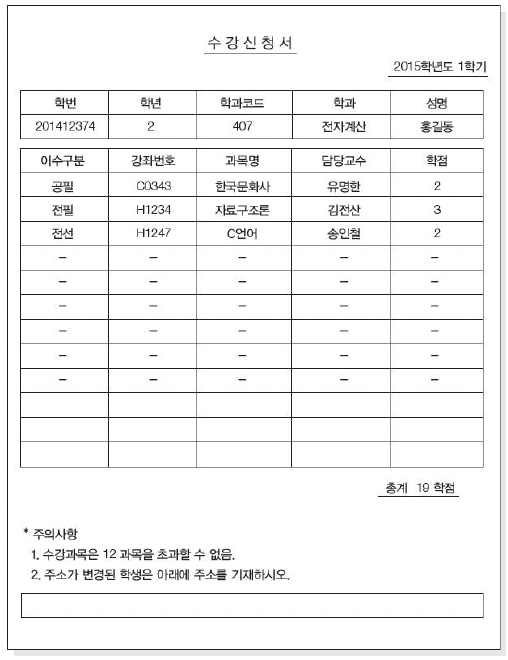 수강신청서
2015학년도 1학기
학번 학년 학과코드 학과 성명
201412374 2 407 전자계산 홍길동
이수구분 강좌번호 과목명 담당교수 학점
공필 C0343 한국문화사 유명한 2
전필 H1234 자료구조론 김전산 3
전선 H1247 C언어 송인철 2
– – – – –
– – – – –
– – – – –
– – – – –
– – – – –
– – – – –
총계 19 학점
* 주의사항
1. 수강과목은 12 과목을 초과할 수 없음.
2. 주소가 변경된 학생은 아래에 주소를 기재하시오.